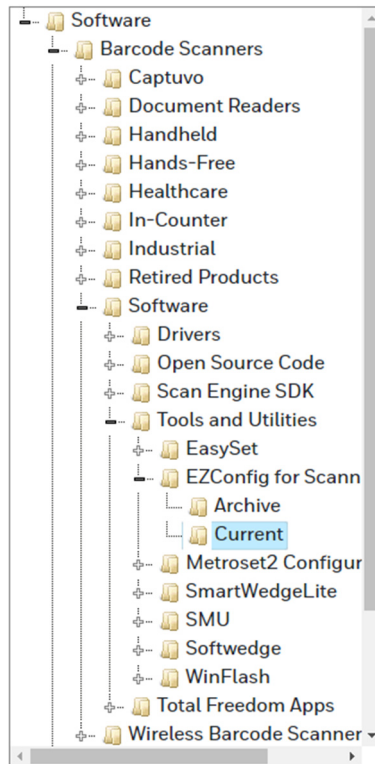 Software
Barcode Scanners
Captuvo
Document Readers
Handheld
Hands-Free
Healthcare
In-Counter
Industrial
Retired Products
Software
Drivers
Open Source Code
Scan Engine SDK
Tools and Utilities
EasySet
EZConfig for Scann
Archive
Current
Metroset2 Configur
SmartWedgeLite
SMU
Softwedge
WinFlash
Total Freedom Apps
Wireless Barcode Scanner